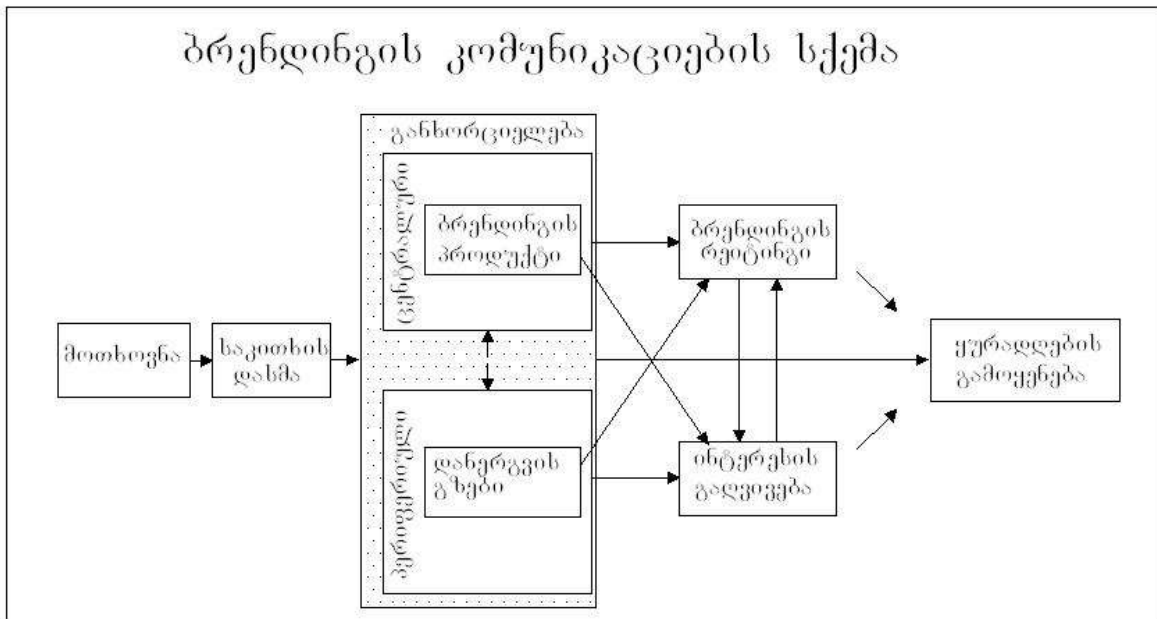 ბრენდინგის კომუნიკაციების სქემა
განხორციელება
ცენტრალური
ბრენდინგის
პროდუქტი
ბრენდინგის
რეიტინგი
მოთხოვნა
საკითხის
დასმა
ყურადღების
გამოყენება
პერიფერიული
დანერგვის
გზები
ინტერესის
გაღვივება